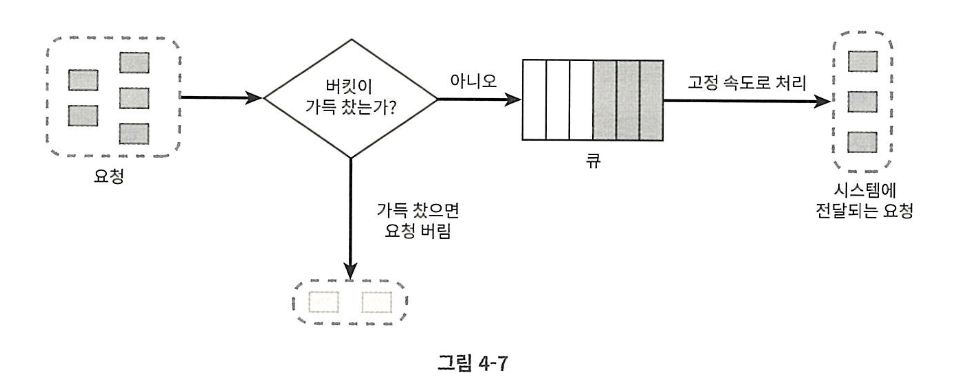 요청
버킷이
가득 찼는가?
아니오
큐
고정 속도로 처리
시스템에
전달되는 요청
가득 찼으면
요청 버림
그림 4-7